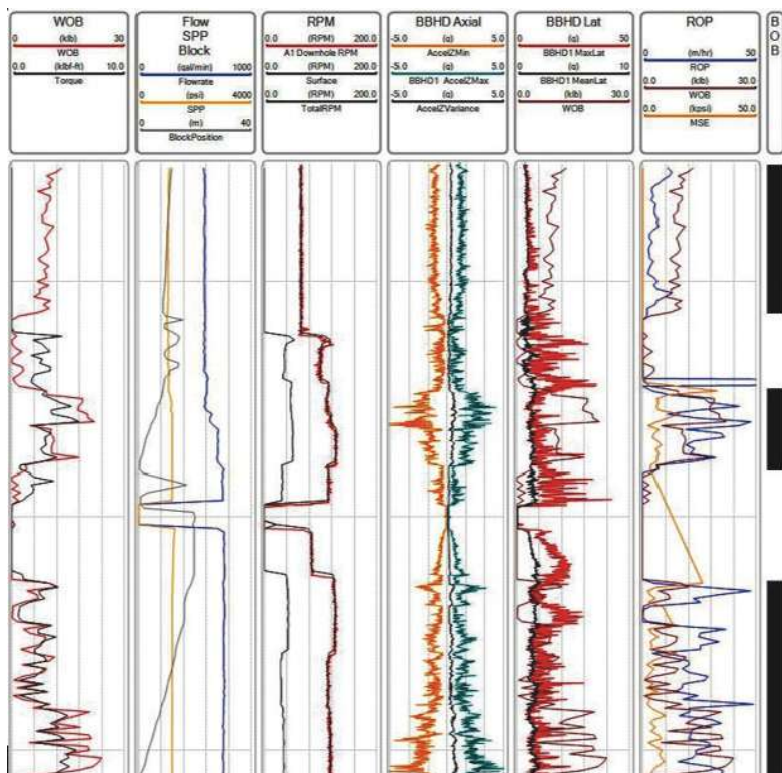 WOB
0 (klb) 30
WOB
0.0 (klbf-ft) 10.0
Torque
Flow
SPP
Block
0 (gal/min) 1000
Flowrate
0 (psi) 4000
SPP
0 (m) 40
BlockPosition
RPM
0.0 (RPM) 200.0
A1 Downhole RPM
0.0 (RPM) 200.0
Surface
0.0 (RPM) 200.0
TotalRPM
BBHD Axial
-5.0 (g) 5.0
AccelZMin
-5.0 (g) 5.0
BBHD1 AccelZMax
-5.0 (g) 5.0
AccelZVariance
BBHD Lat
0 (g) 50
BBHD1 MaxLat
0 (g) 10
BBHD1 MeanLat
0.0 (klb) 30.0
WOB
ROP
0 (m/hr) 50
ROP
0.0 (klb) 30.0
WOB
0.0 (kpsi) 50.0
MSE
B
O
B